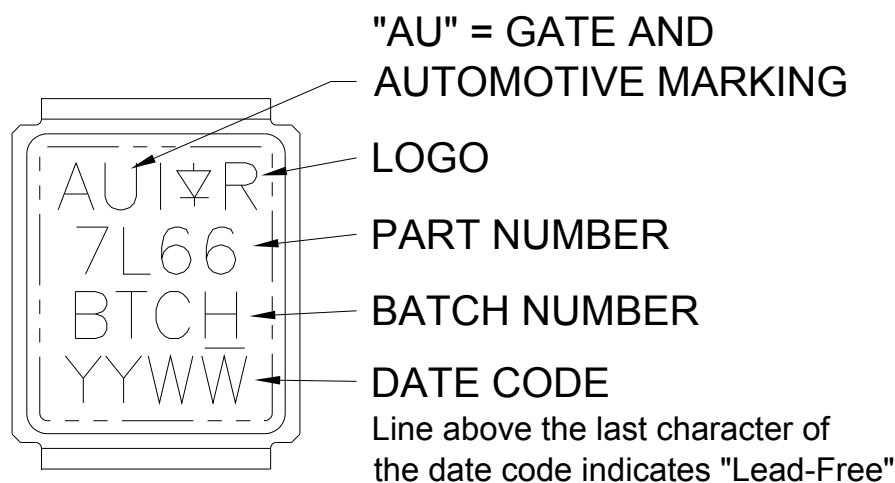 "AU" = GATE AND
AUTOMOTIVE MARKING
AUI R
LOGO
7L66
PART NUMBER
BTCH
BATCH NUMBER
YYWW
DATE CODE
Line above the last character of
the date code indicates "Lead-Free"